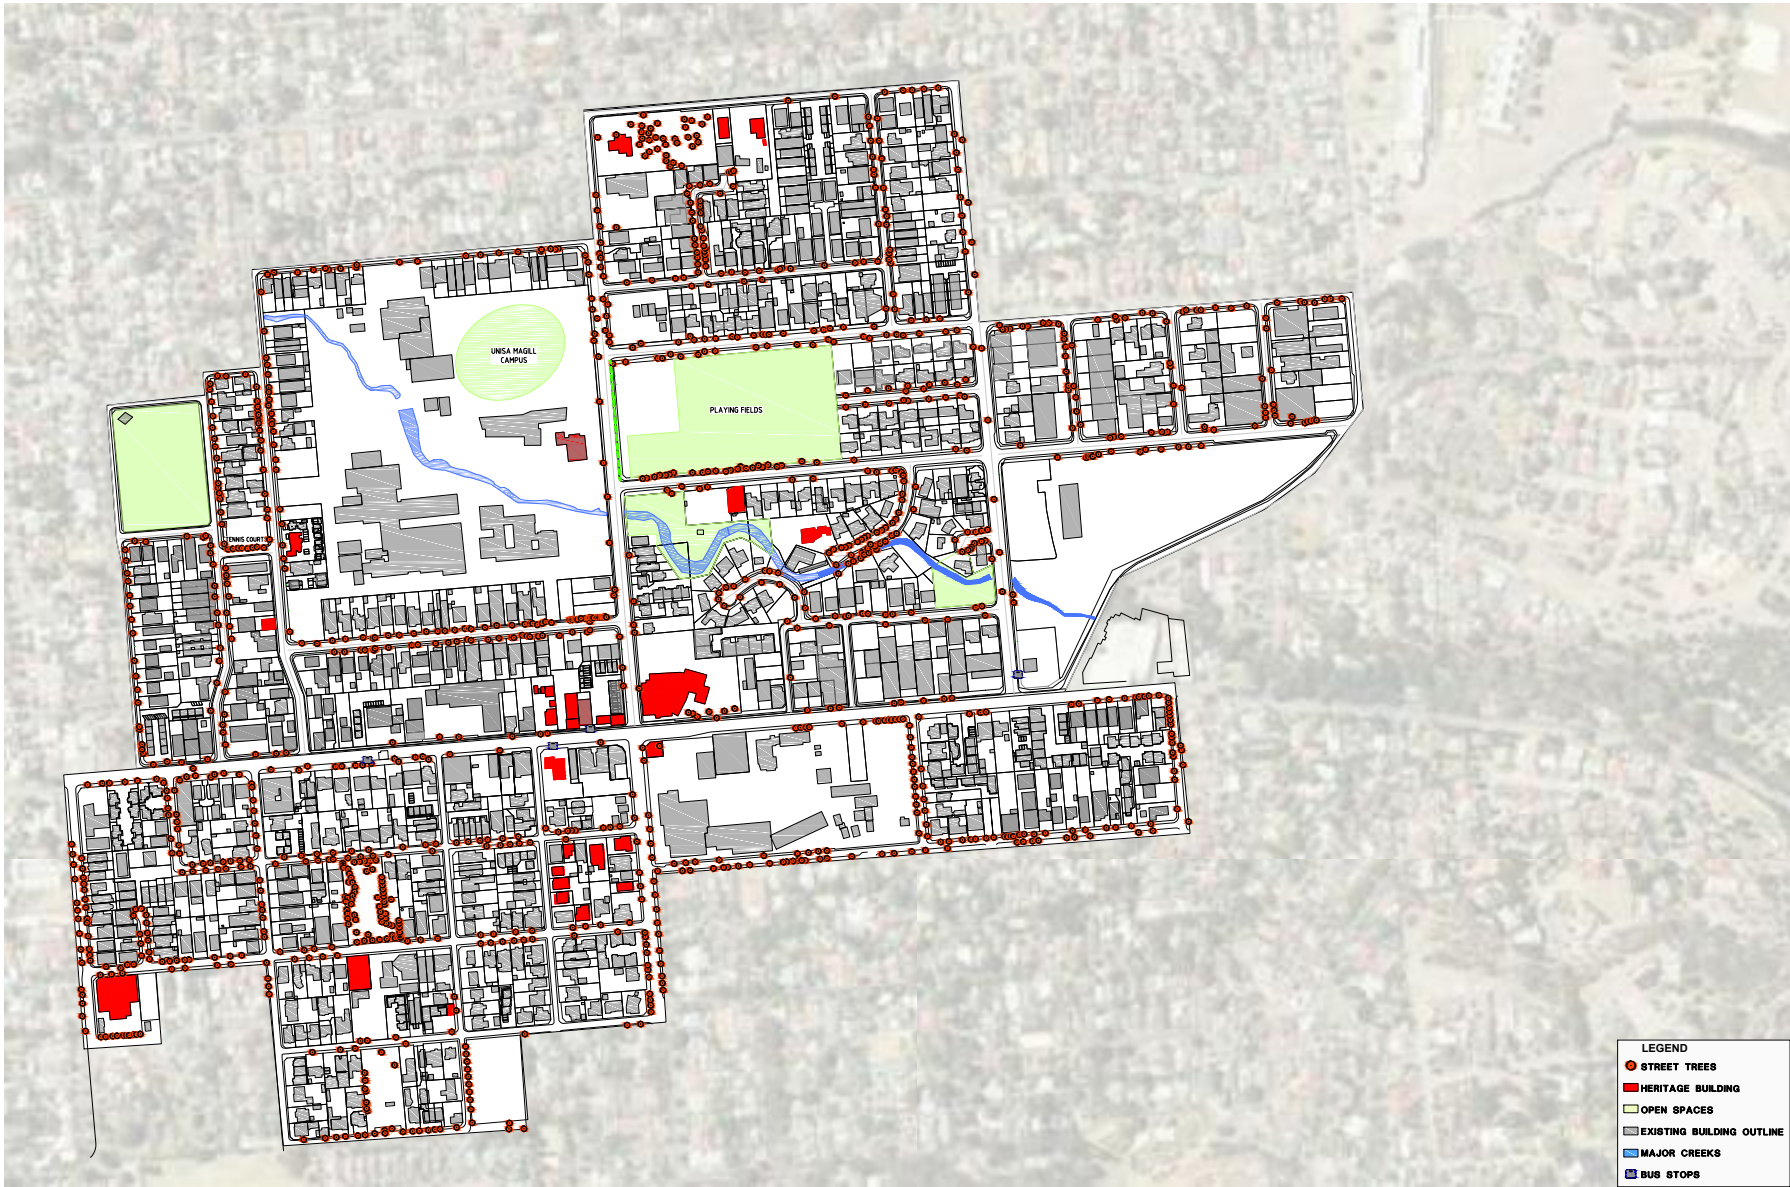 UNISA MAGILL
CAMPUS
PLAYING FIELDS
TENNIS COURTS
LEGEND
STREET TREES
HERITAGE BUILDING
OPEN SPACES
EXISTING BUILDING OUTLINE
MAJOR CREEKS
BUS STOPS